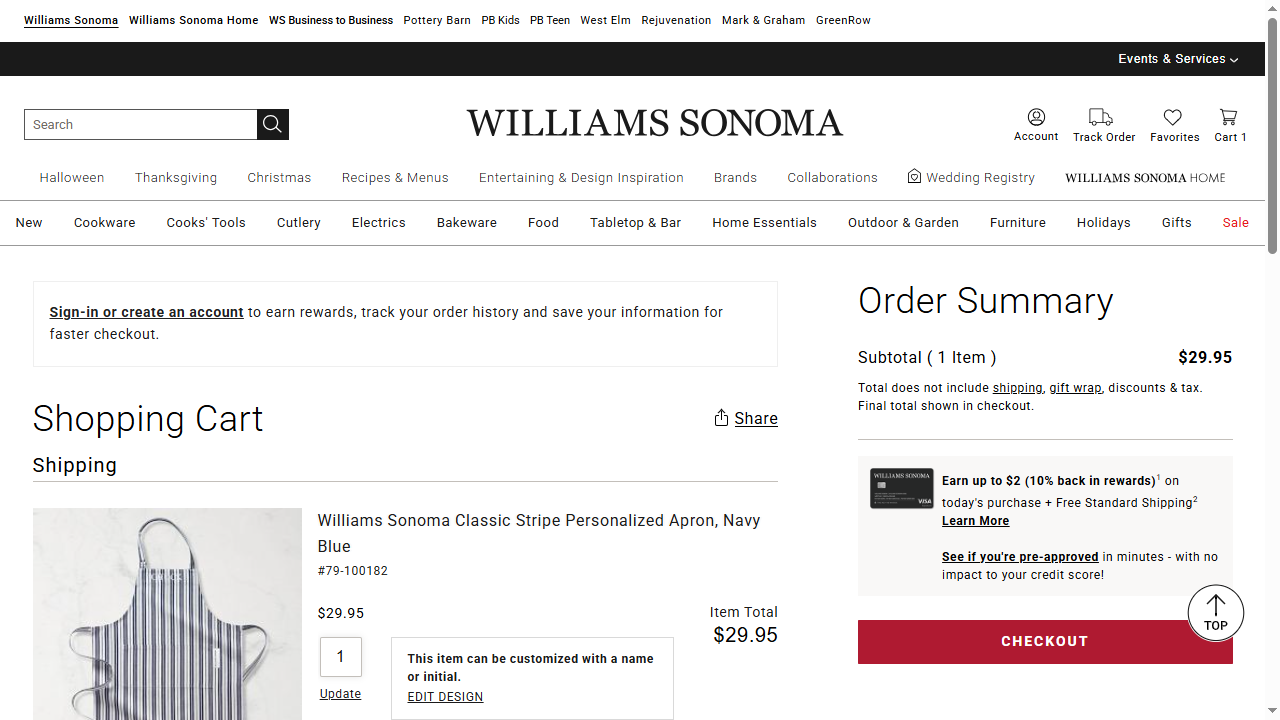 Williams Sonoma Williams Sonoma Home WS Business to Business Pottery Barn PB Kids PB Teen West Elm Rejuvenation Mark & Graham GreenRow
Events & Services
Search
WILLIAMS SONOMA
Account Track Order Favorites Cart 1
Halloween Thanksgiving Christmas Recipes & Menus Entertaining & Design Inspiration Brands Collaborations Wedding Registry WILLIAMS SONOMA HOME
New Cookware Cooks' Tools Cutlery Electrics Bakeware Food Tabletop & Bar Home Essentials Outdoor & Garden Furniture Holidays Gifts Sale
Sign-in or create an account to earn rewards, track your order history and save your information for
faster checkout.
Shopping Cart
Share
Shipping
Williams Sonoma Classic Stripe Personalized Apron, Navy
Blue
#79-100182
$29.95
Item Total
$29.95
1
Update
This item can be customized with a name
or initial.
EDIT DESIGN
Order Summary
Subtotal ( 1 Item ) $29.95
Total does not include shipping, gift wrap, discounts & tax.
Final total shown in checkout.
WILLIAMS SONOMA
VISA
Earn up to $2 (10% back in rewards)1 on
today's purchase + Free Standard Shipping2
Learn More
See if you're pre-approved in minutes - with no
impact to your credit score!
TOP
CHECKOUT